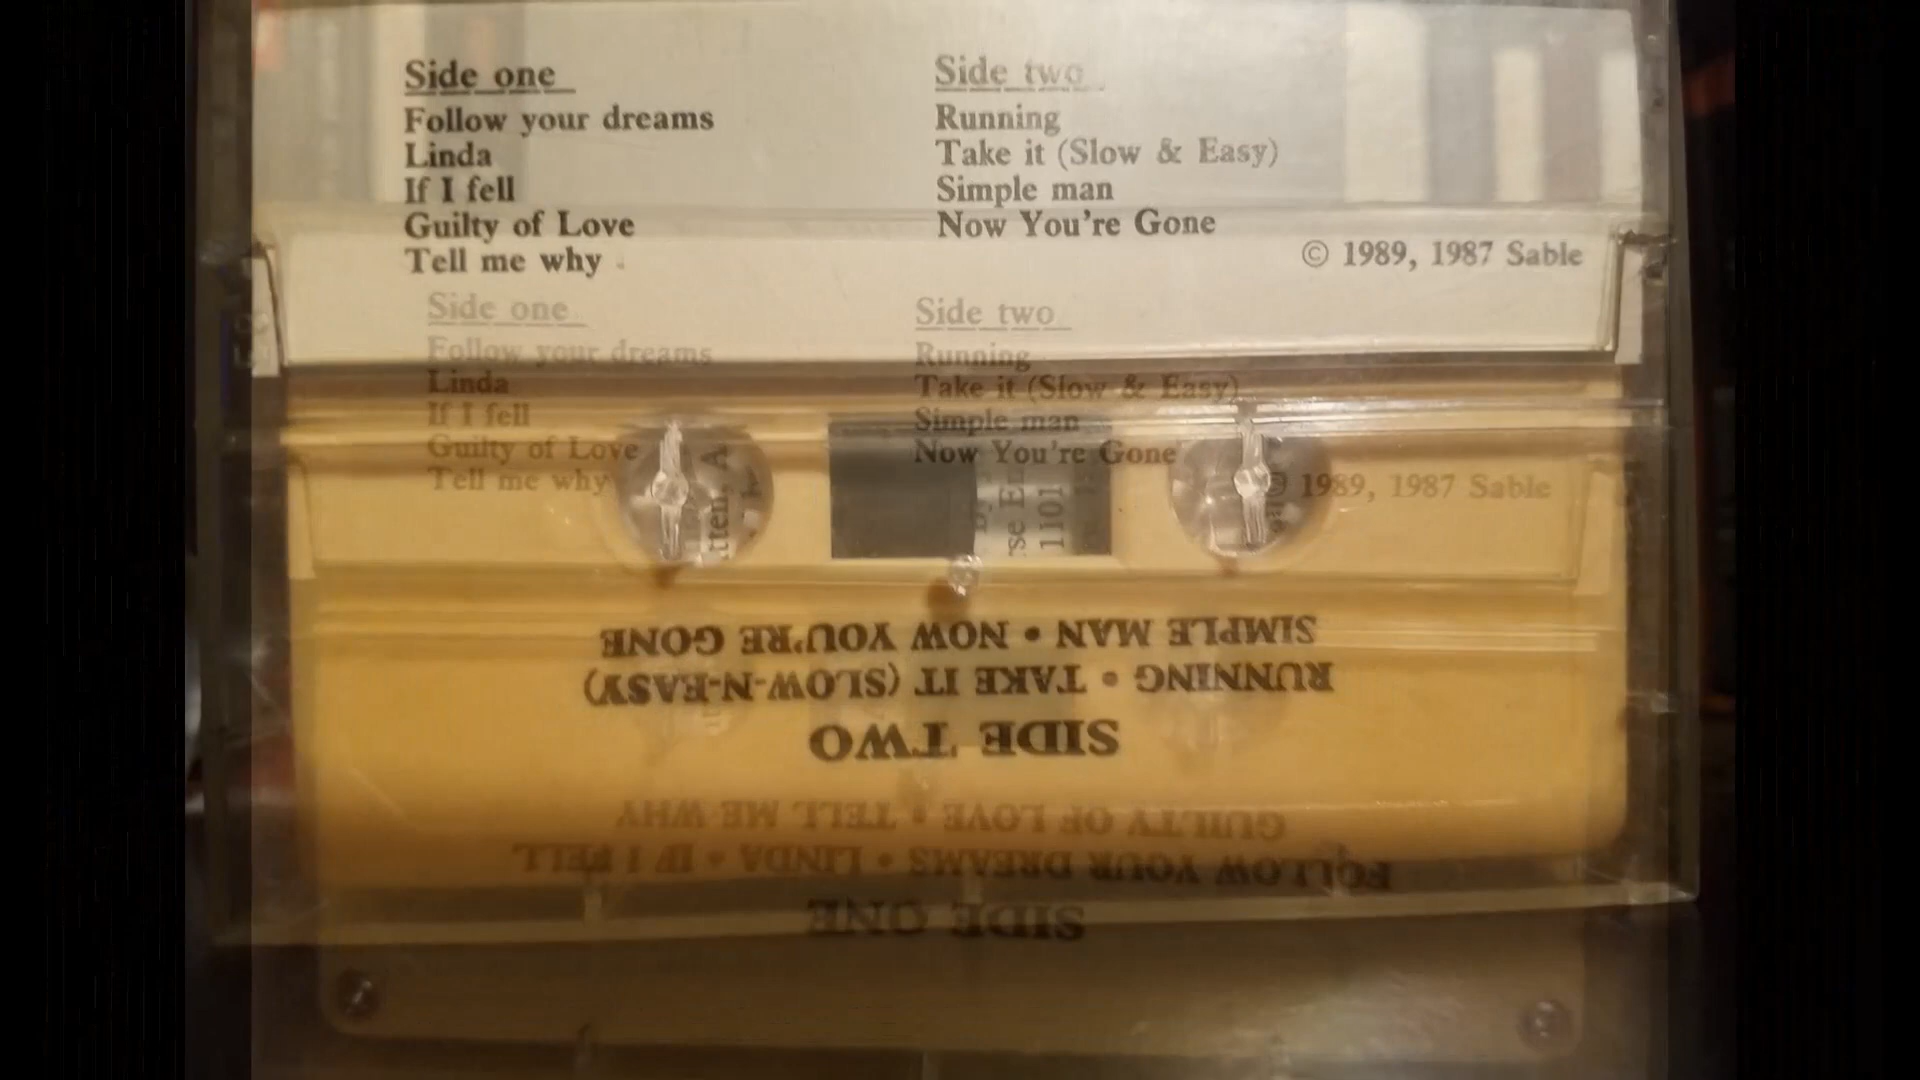 Side one
Follow your dreams
Linda
If I fell
Guilty of Love
Tell me why
Side two
Running
Take it (Slow & Easy)
Simple man
Now You're Gone
© 1989, 1987 Sable
Side one
Follow your dreams
Linda
If I fell
Guilty of Love
Tell me why
Side two
Running
Take it (Slow & Easy)
Simple man
Now You're Gone
© 1989, 1987 Sable
1101
SIDE TWO
RUNNING • TAKE IT (SLOW-N-EASY)
SIMPLE MAN • NOW YOU'RE GONE
SIDE ONE
FOLLOW YOUR DREAMS • LINDA • IF I FELL
GUILTY OF LOVE • TELL ME WHY